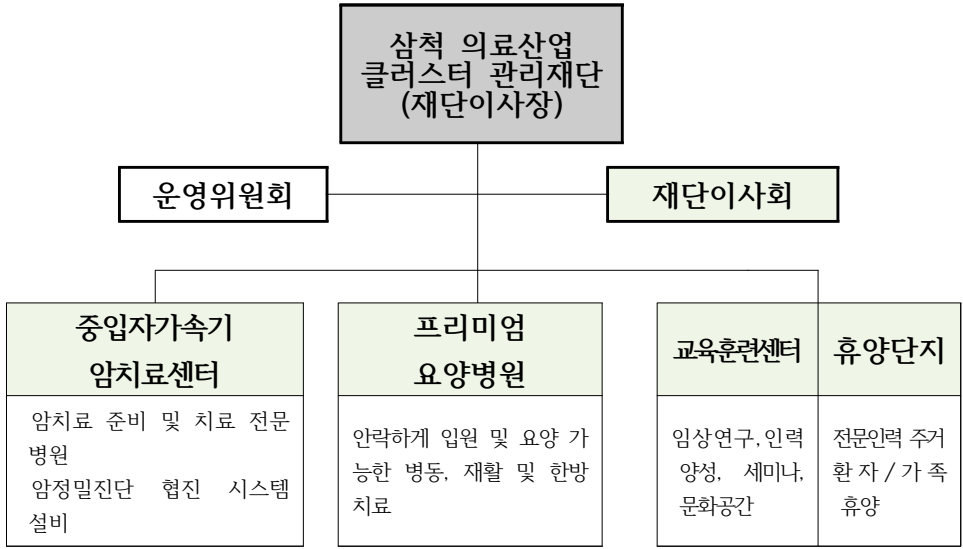 삼척 의료산업
클러스터 관리재단
(재단이사장)
운영위원회
재단이사회
중입자가속기
암치료센터
암치료 준비 및 치료 전문
병원
암정밀진단 협진 시스템
설비
프리미엄
요양병원
안락하게 입원 및 요양 가
능한 병동, 재활 및 한방
치료
교육훈련센터
임상연구, 인력
양성, 세미나,
문화공간
휴양단지
전문인력 주거
환 자 / 가 족
휴양